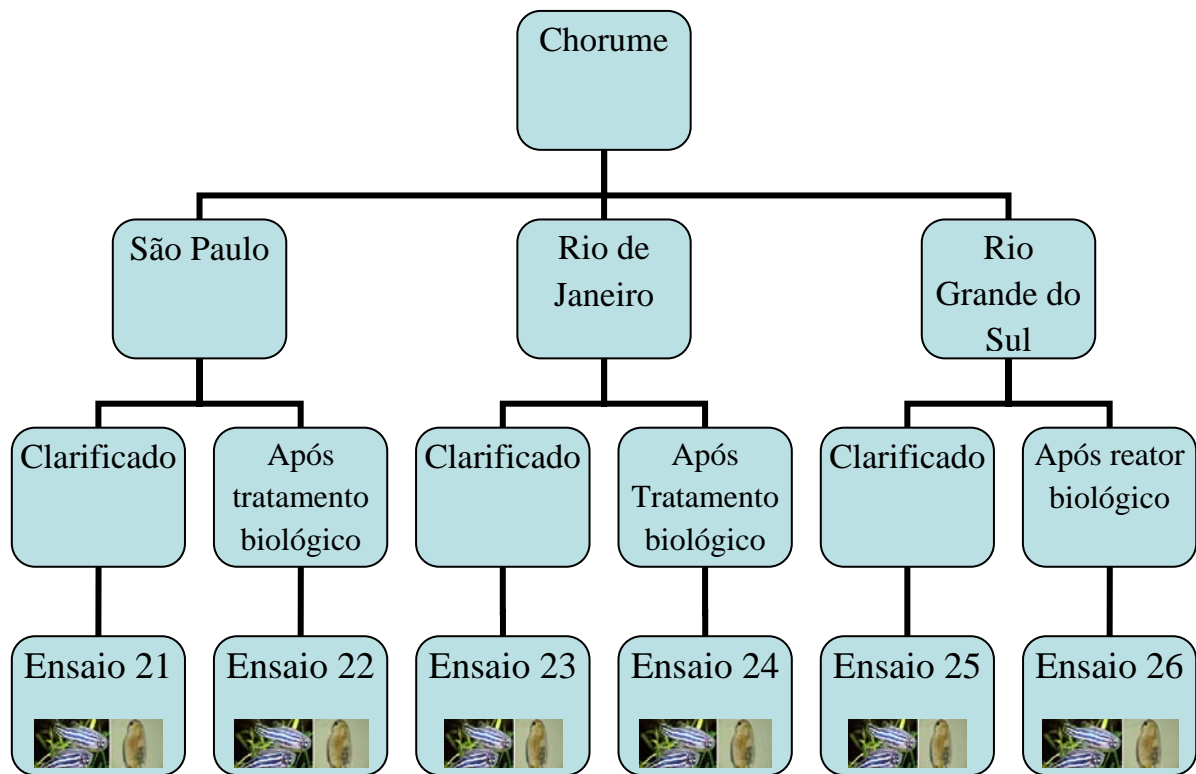 Chorume
São Paulo
Rio de
Janeiro
Rio
Grande do
Sul
Clarificado
Após
tratamento
biológico
Clarificado
Após
Tratamento
biológico
Clarificado
Após reator
biológico
Ensaio 21
Ensaio 22
Ensaio 23
Ensaio 24
Ensaio 25
Ensaio 26